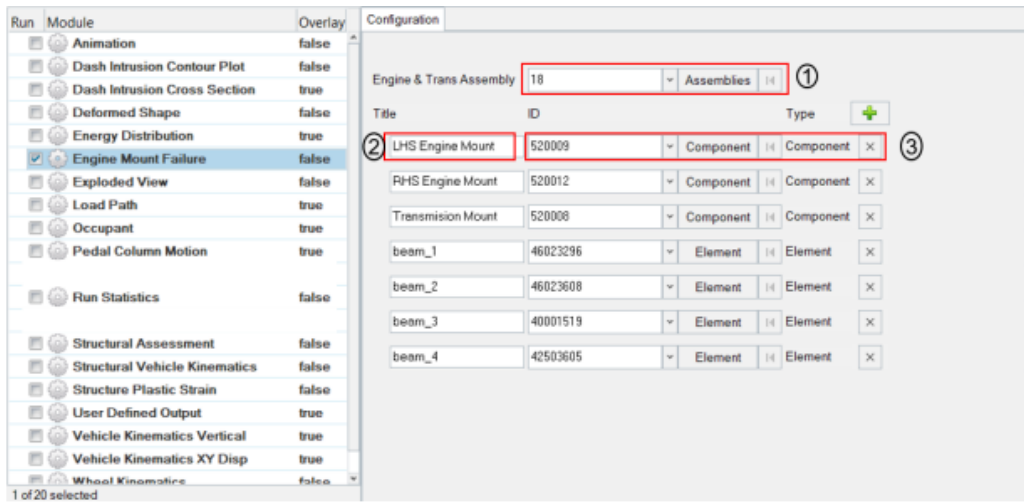 Run Module Overlay
Animation false
Dash Intrusion Contour Plot false
Dash Intrusion Cross Section true
Deformed Shape false
Energy Distribution true
Engine Mount Failure false
Exploded View false
Load Path true
Occupant true
Pedal Column Motion true
Run Statistics false
Structural Assessment false
Structural Vehicle Kinematics false
Structure Plastic Strain false
User Defined Output true
Vehicle Kinematics Vertical true
Vehicle Kinematics XY Disp true
Wheel Kinematics false
1 of 20 selected
Configuration
Engine & Trans Assembly 18 Assemblies 1
Title ID Type
2 LHS Engine Mount 520009 Component Component 3
RHS Engine Mount 520012 Component Component
Transmision Mount 520008 Component Component
beam_1 46023296 Element Element
beam_2 46023608 Element Element
beam_3 40001519 Element Element
beam_4 42503605 Element Element